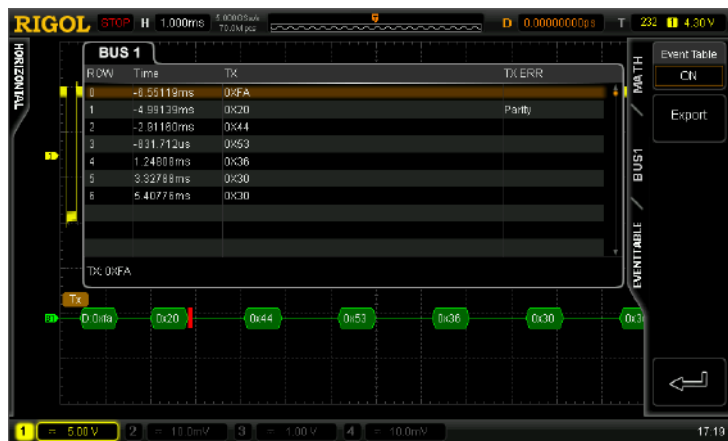 RIGOL STOP H 1.000ms 5.000GSa/s 70.0M pts D 0.00000000ps T 232 1 4.30 V
HORIZONTAL
BUS 1
ROW Time TX TX ERR
0 -6.55119ms 0XFA
1 -4.99139ms 0X20 Parity
2 -2.91180ms 0X44
3 -831.712us 0X53
4 1.24808ms 0X36
5 3.32788ms 0X30
6 5.40776ms 0X30
TX: 0XFA
MATH
BUS1
EVENTTABLE
Event Table
ON
Export
Tx
B1 D:0xfa 0x20 0x44 0x53 0x36 0x30
1 = 5.00 V 2 = 10.0mV 3 = 1.00 V 4 = 10.0mV 17:19